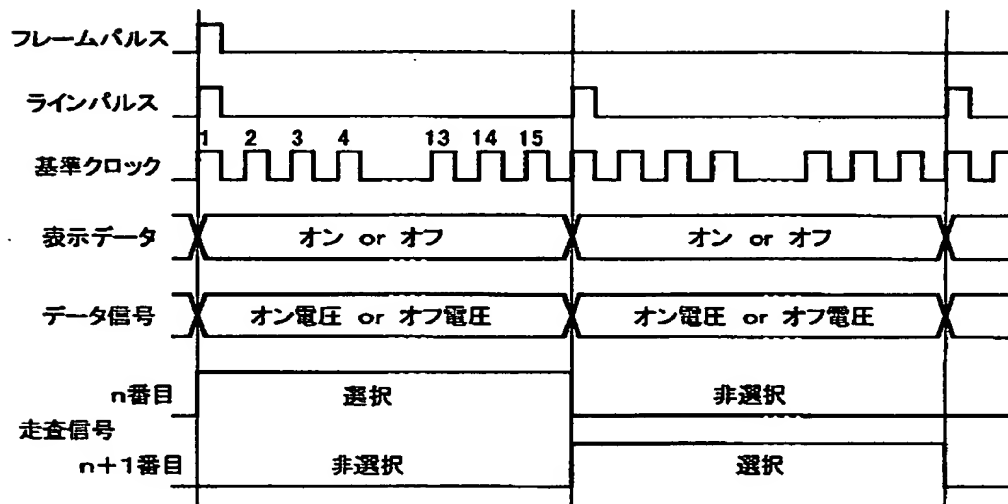 フレームパルス
ラインパルス
1 2 3 4 13 14 15
基準クロック
表示データ オン or オフ オン or オフ
データ信号 オン電圧 or オフ電圧 オン電圧 or オフ電圧
n番目 選択 非選択
走査信号
n+1番目 非選択 選択